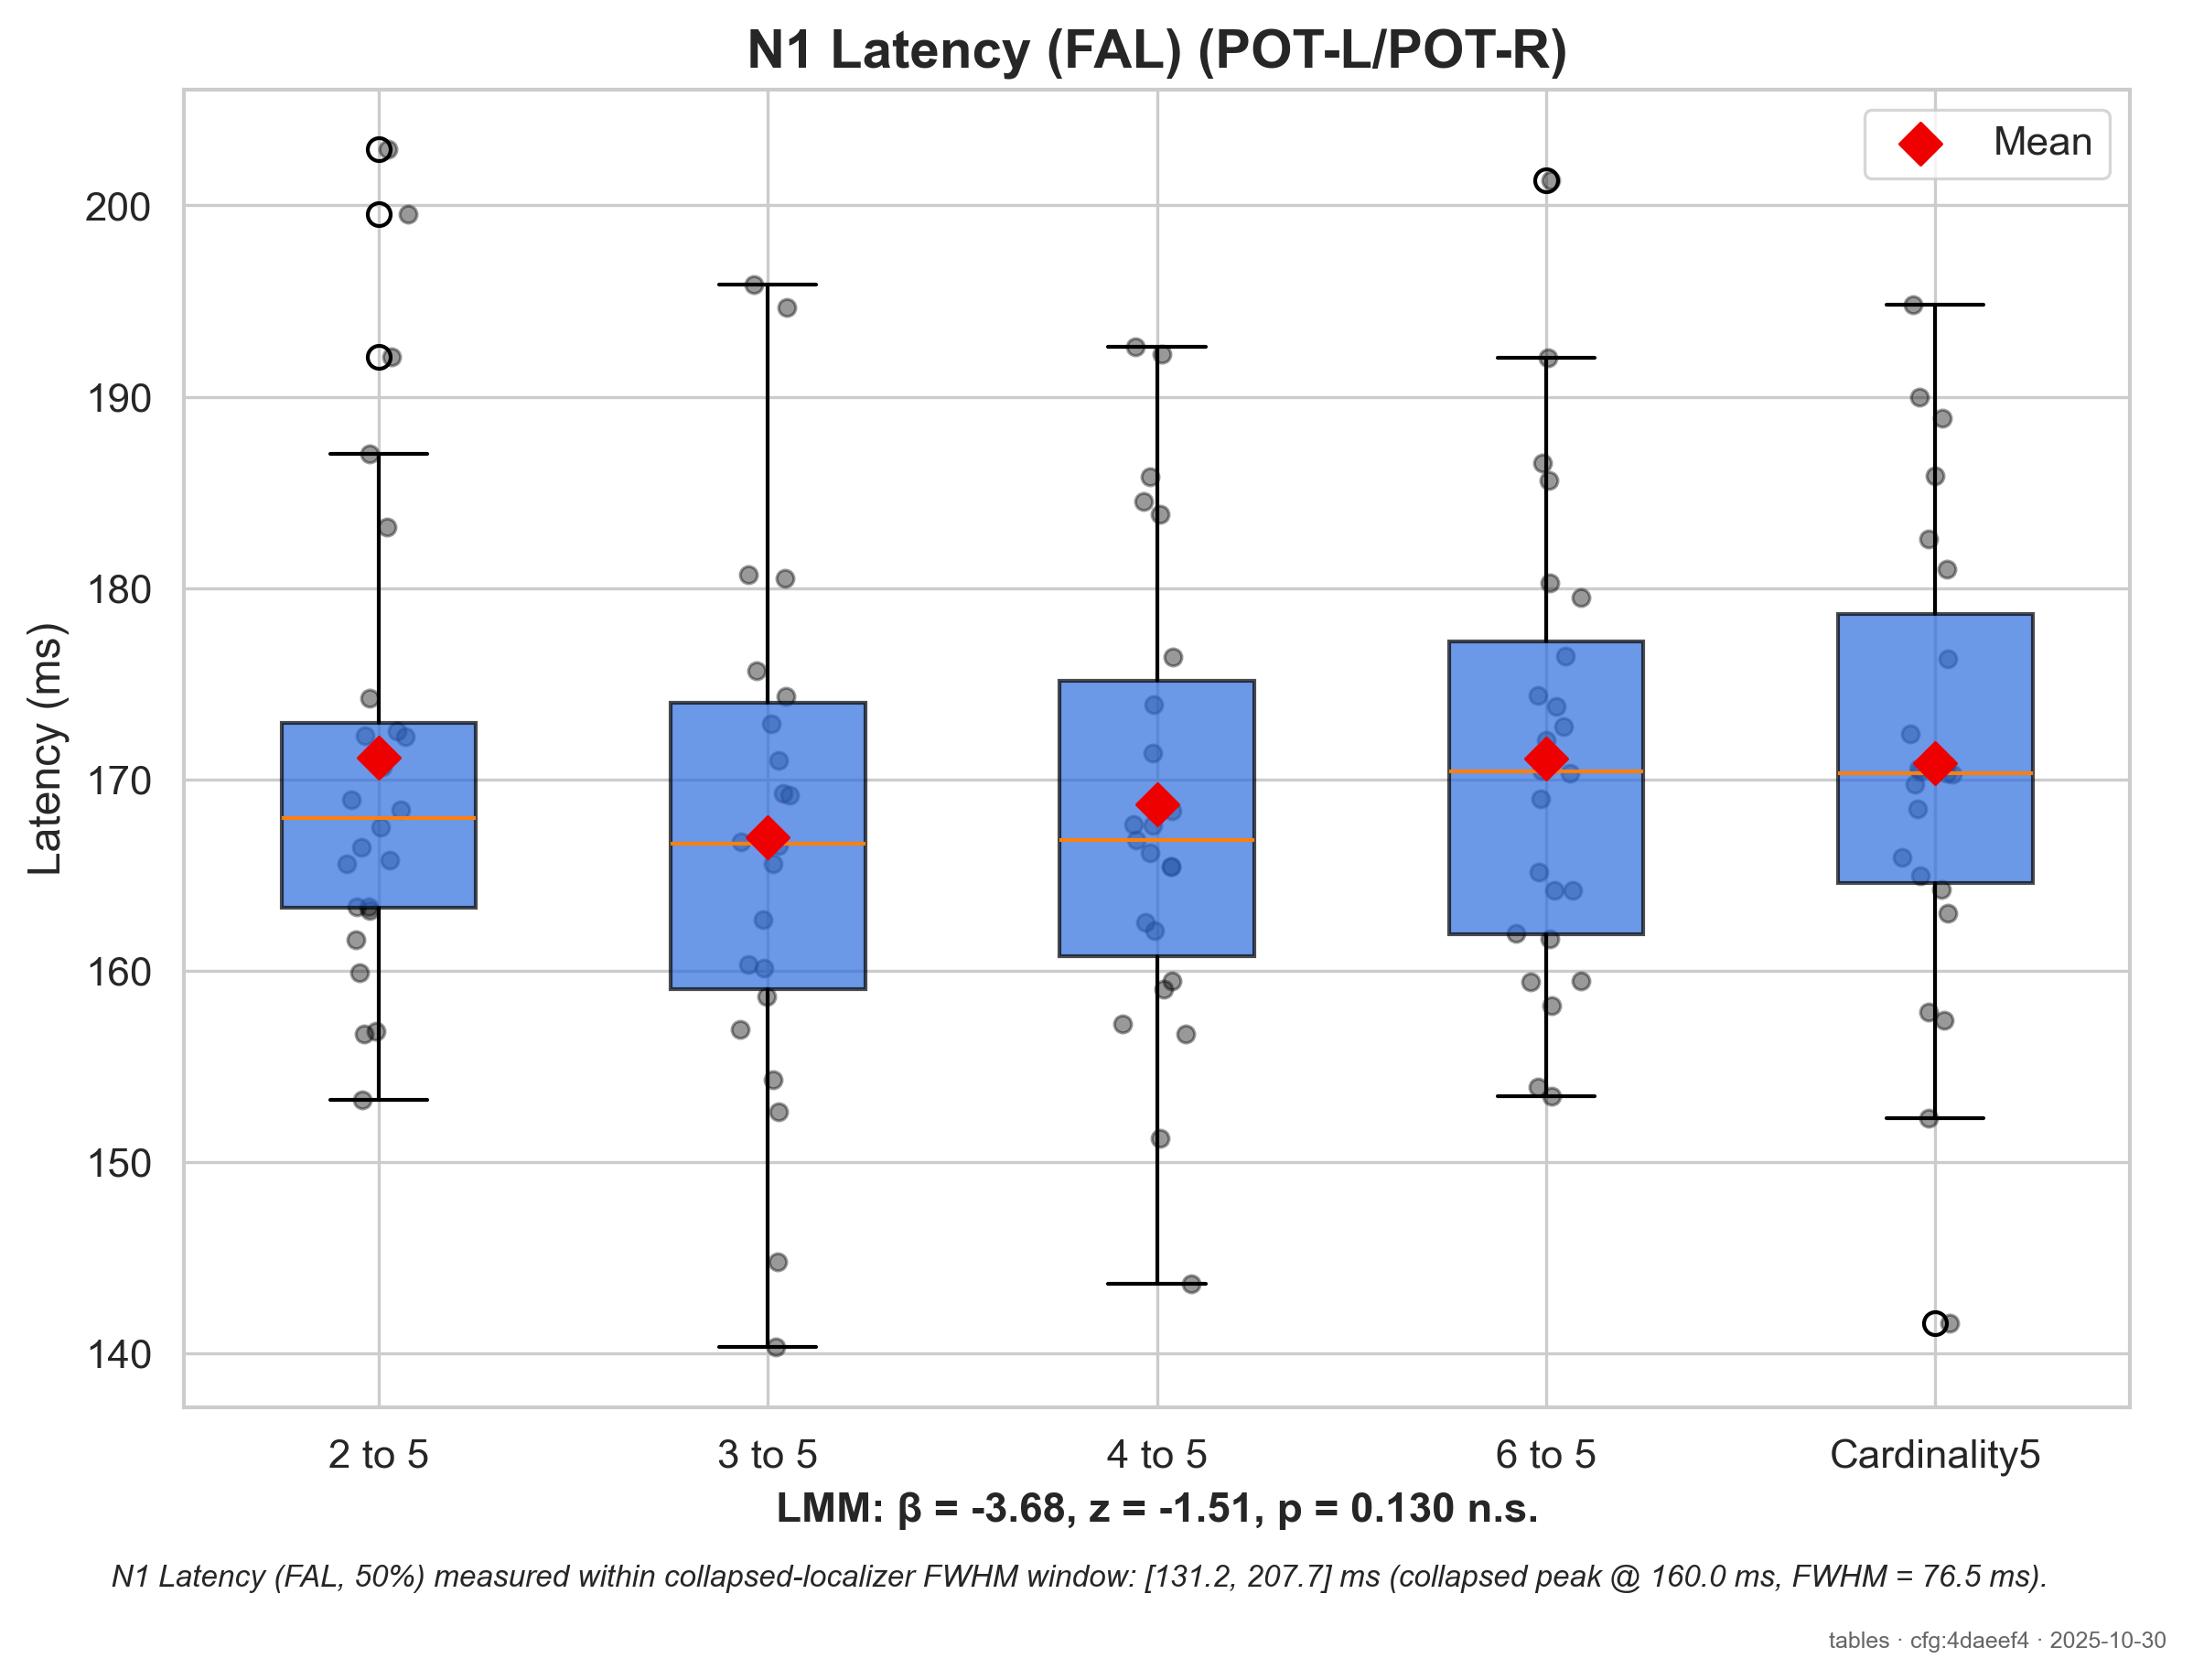 N1 Latency (FAL) (POT-L/POT-R)
Mean
Latency (ms)
200
190
180
170
160
150
140
2 to 5
3 to 5
4 to 5
6 to 5
Cardinality5
LMM: β = -3.68, z = -1.51, p = 0.130 n.s.
N1 Latency (FAL, 50%) measured within collapsed-localizer FWHM window: [131.2, 207.7] ms (collapsed peak @ 160.0 ms, FWHM = 76.5 ms).
tables · cfg:4daeef4 · 2025-10-30